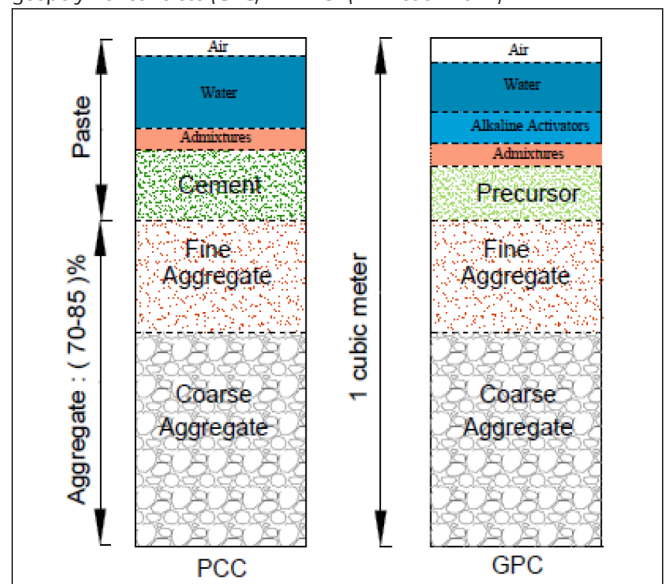 Air
Water
Admixtures
Cement
Fine
Aggregate
Coarse
Aggregate
PCC
Paste
Aggregate : ( 70-85 )%
1 cubic meter
Air
Water
Alkaline Activators
Admixtures
Precursor
Fine
Aggregate
Coarse
Aggregate
GPC